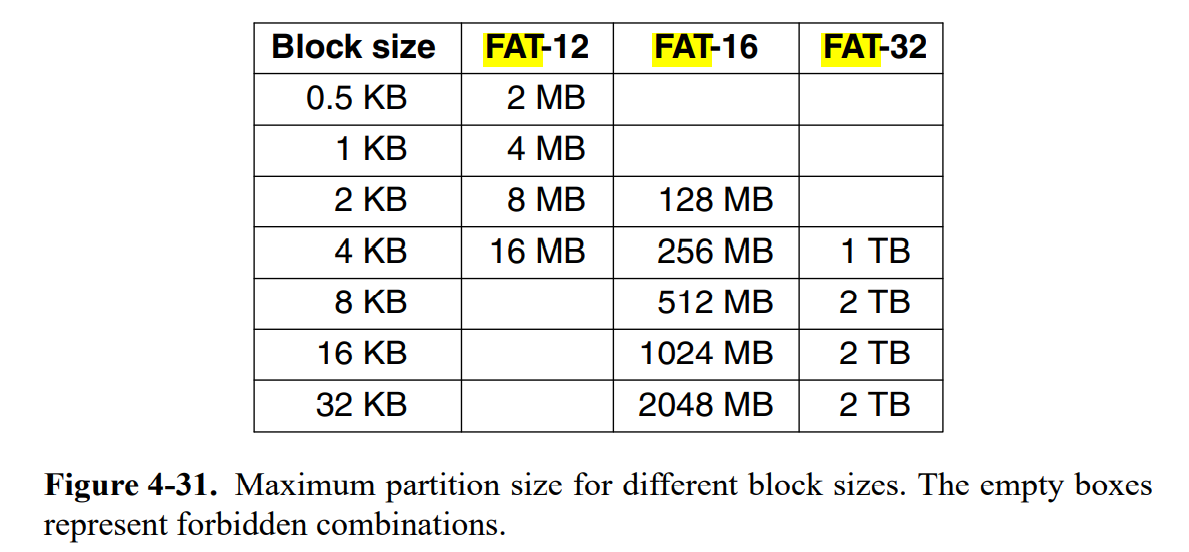 Block size FAT-12 FAT-16 FAT-32
0.5 KB 2 MB
1 KB 4 MB
2 KB 8 MB 128 MB
4 KB 16 MB 256 MB 1 TB
8 KB 512 MB 2 TB
16 KB 1024 MB 2 TB
32 KB 2048 MB 2 TB
Figure 4-31. Maximum partition size for different block sizes. The empty boxes
represent forbidden combinations.